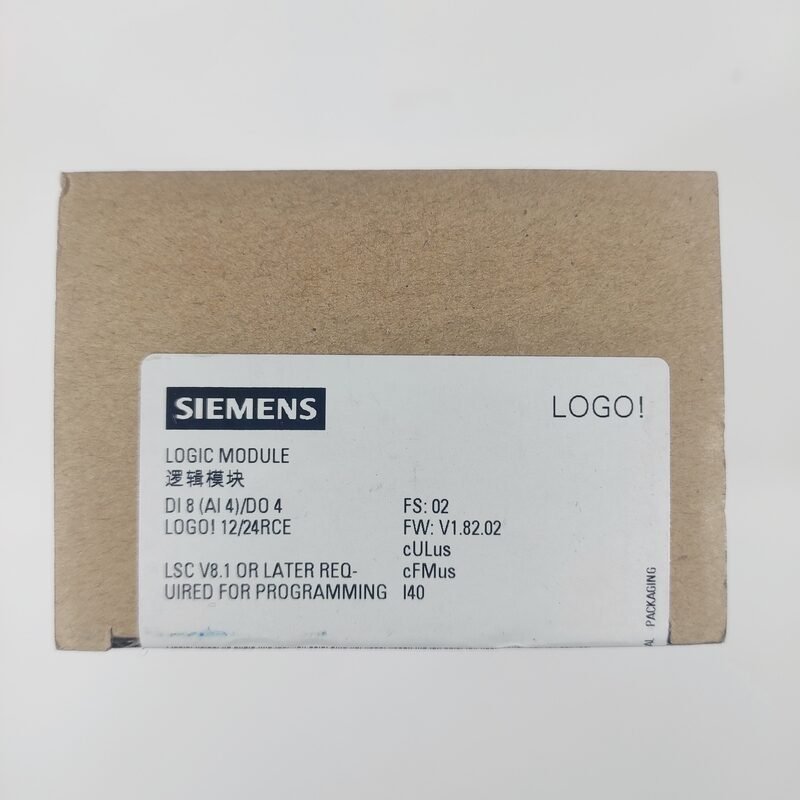 SIEMENS
LOGO!
LOGIC MODULE
逻辑模块
DI 8 (AI 4)/DO 4
LOGO! 12/24RCE
LSC V8.1 OR LATER REQ-
UIRED FOR PROGRAMMING
FS: 02
FW: V1.82.02
cULus
cFMus
I40
PACKAGING